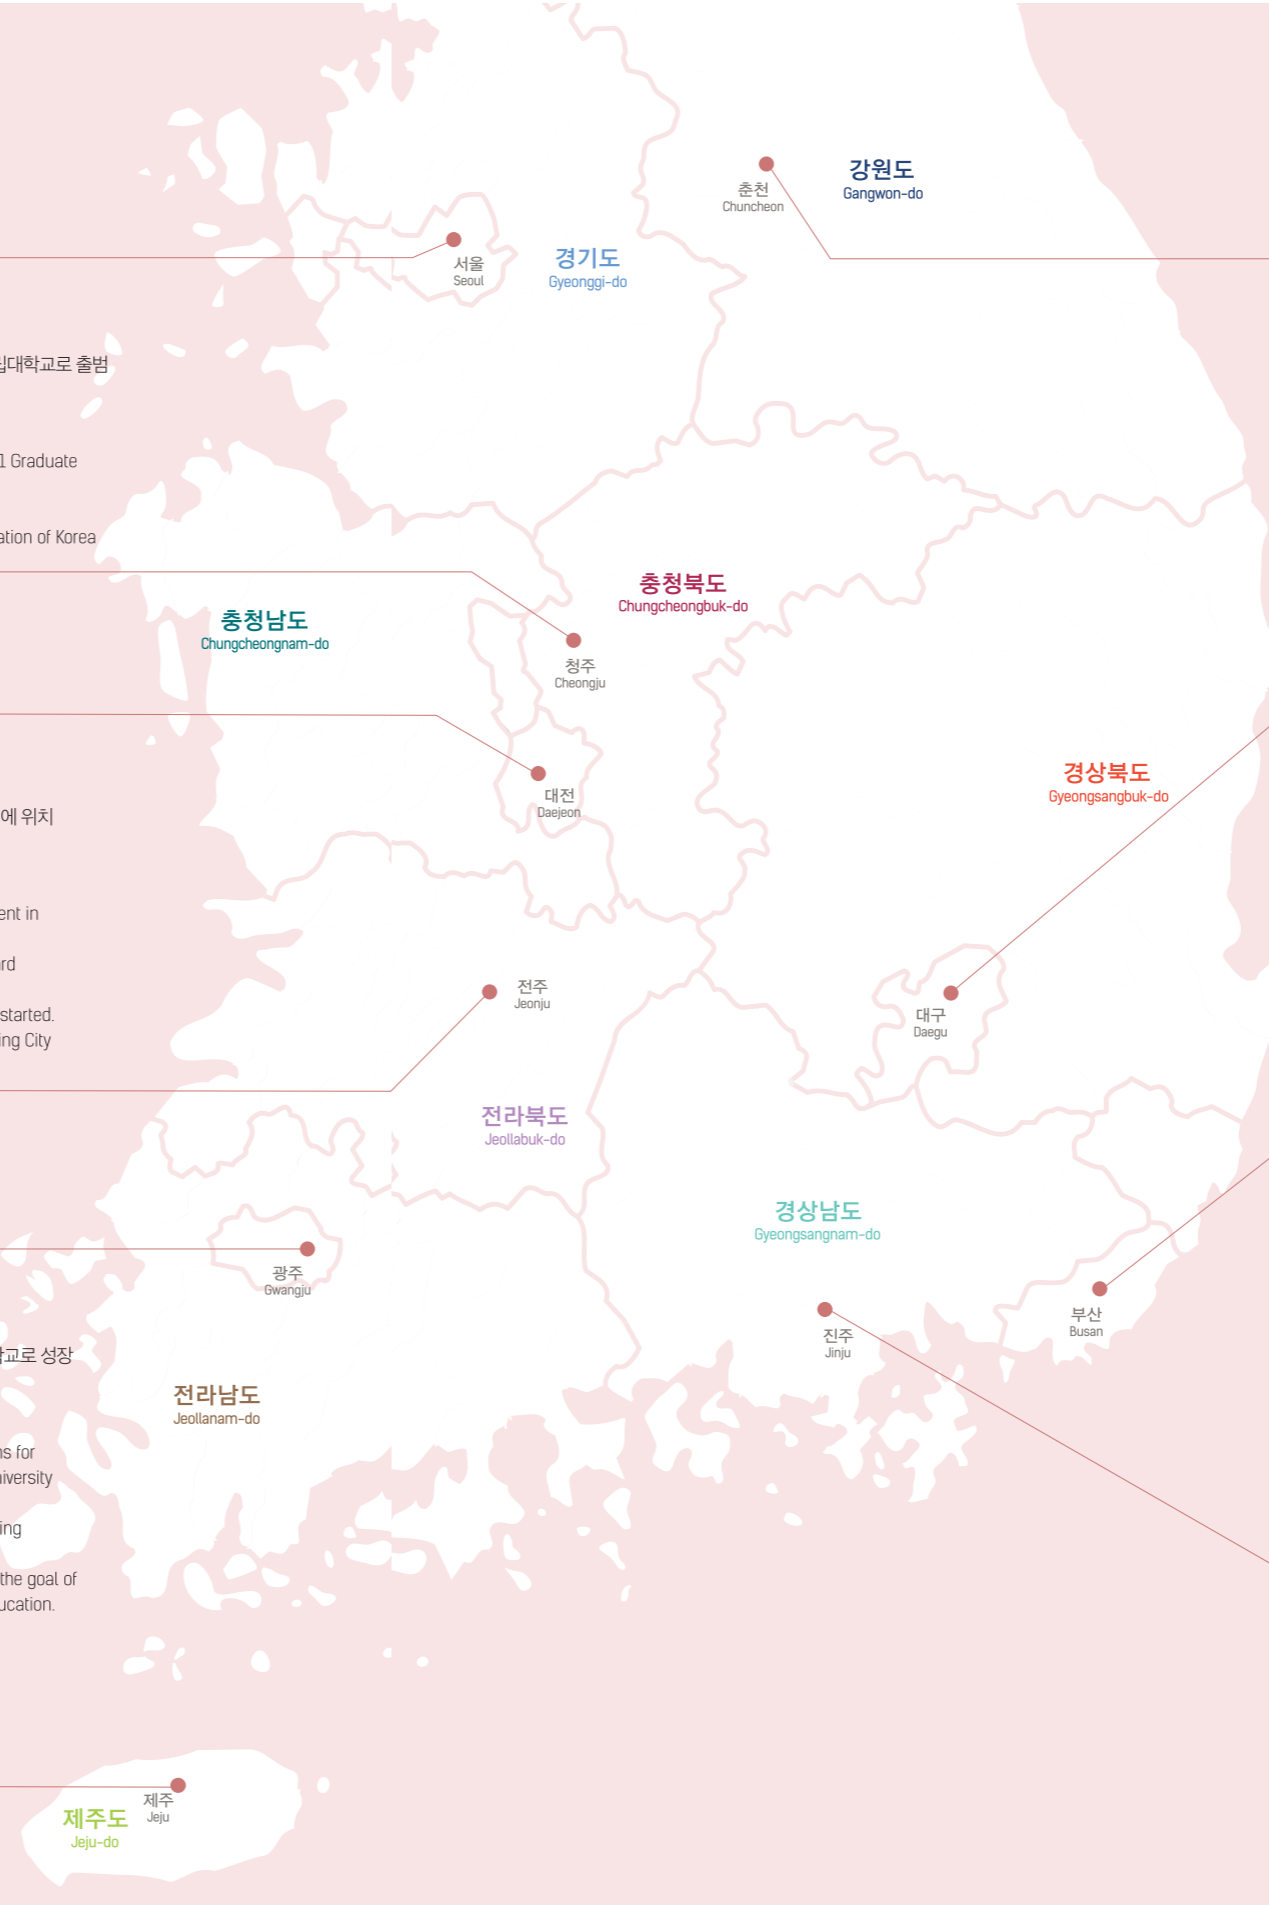 강원도
Gangwon-do
춘천
Chuncheon
경기도
Gyeonggi-do
서울
Seoul
립대학교로 출범
Graduate
ation of Korea
충청북도
Chungcheongbuk-do
충청남도
Chungcheongnam-do
청주
Cheongju
경상북도
Gyeongsangbuk-do
대전
Daejeon
에 위치
ent in
rd
started.
ing City
전주
Jeonju
대구
Daegu
전라북도
Jeollabuk-do
경상남도
Gyeongsangnam-do
광주
Gwangju
부산
Busan
진주
Jinju
학교로 성장
전라남도
Jeollanam-do
ns for
niversity
ing
the goal of
ucation.
제주도
Jeju-do
제주
Jeju